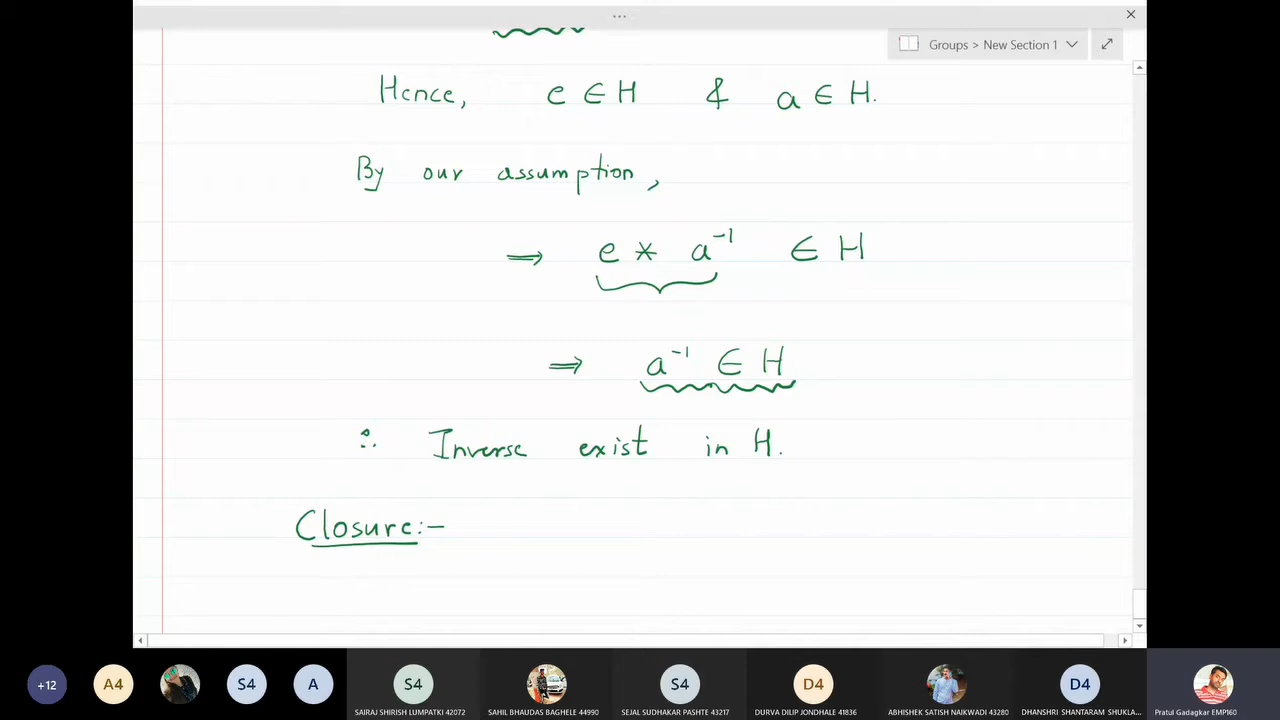 Groups > New Section 1
Hence, e ∈ H & a ∈ H.
By our assumption,
⇒ e * a⁻¹ ∈ H
⇒ a⁻¹ ∈ H
∴ Inverse exist in H.
Closure:-
+12
A4
S4
A
S4
S4
D4
D4
SAIRAJ SHIRISH LUMPATKI 42072
SAHIL BHAUDAS BAGHELE 44990
SEJAL SUDHAKAR PASHTE 43217
DURVA DILIP JONDHALE 41836
ABHISHEK SATISH NAIKWADI 43280
DHANSHRI SHANTARAM SHUKLA...
Pratul Gadagkar EMP160